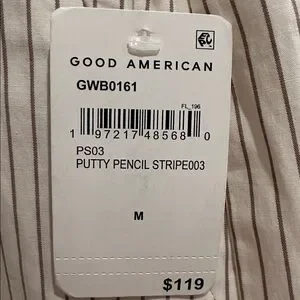 GOOD AMERICAN
GWB0161
FL_196
1 97217 48568 0
PS03
PUTTY PENCIL STRIPE003
M
$119